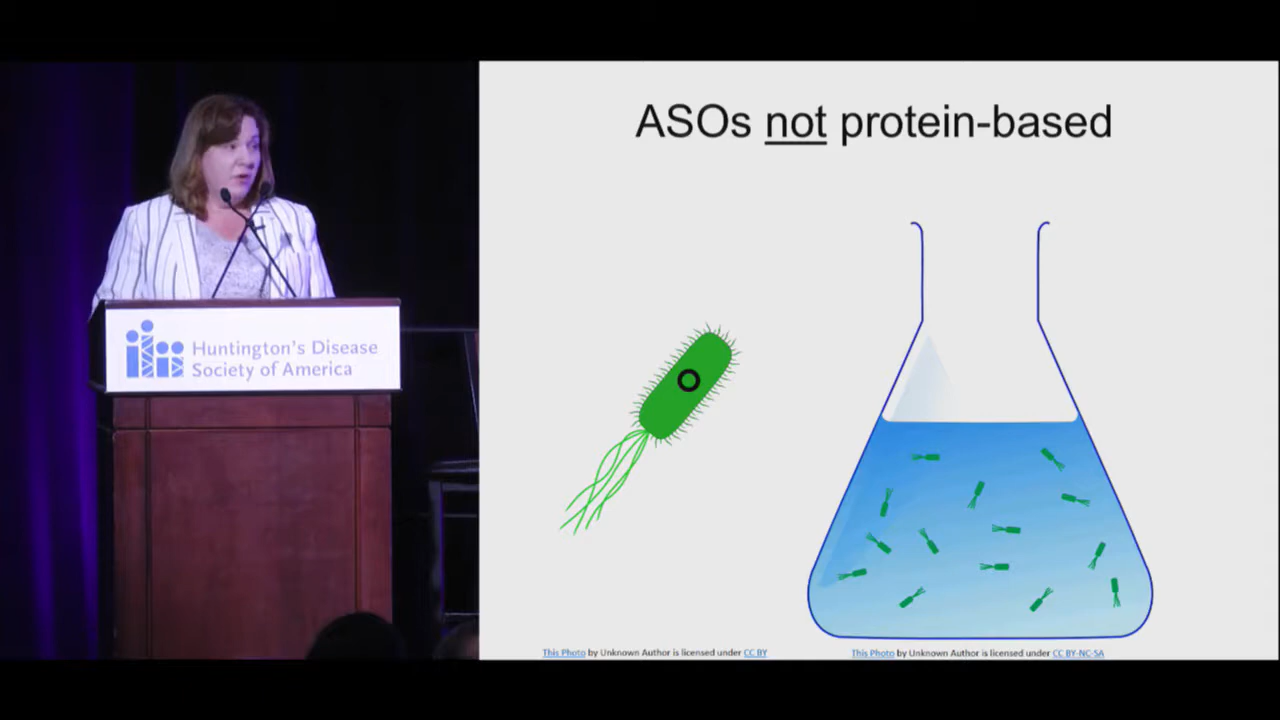 ASOs not protein-based
Huntington's Disease
Society of America
This Photo by Unknown Author is licensed under CC BY
This Photo by Unknown Author is licensed under CC BY-NC-SA